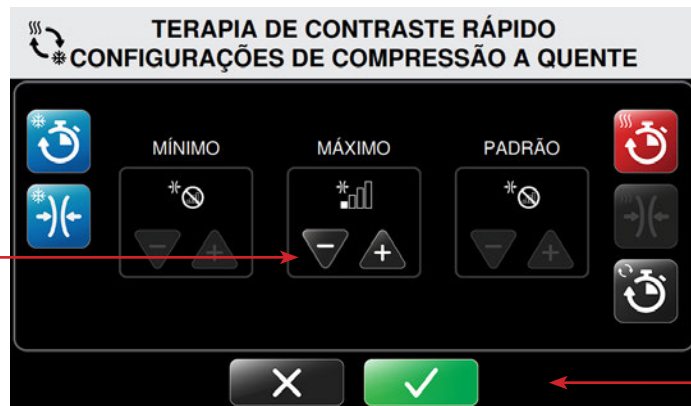 TERAPIA DE CONTRASTE RÁPIDO
CONFIGURAÇÕES DE COMPRESSÃO A QUENTE
MÍNIMO MÁXIMO PADRÃO